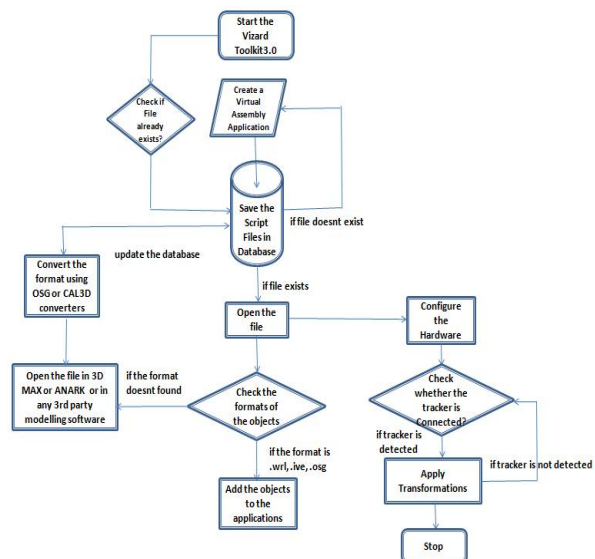 Start the
Vizard
Toolkit3.0
Check if
File
already
exists?
Create a
Virtual
Assembly
Application
Save the
Script
Files in
Database
if file doesnt exist
update the database
Convert the
format using
OSG or CAL3D
converters
if file exists
Open the
file
Configure
the
Hardware
Open the file in 3D
MAX or ANARK or in
any 3rd party
modelling software
if the format
doesnt found
Check the
formats of
the objects
Check
whether the
tracker is
Connected?
if tracker is
detected
if the format is
.wrl,.ive,.osg
if tracker is not detected
Add the objects
to the
applications
Apply
Transformations
Stop